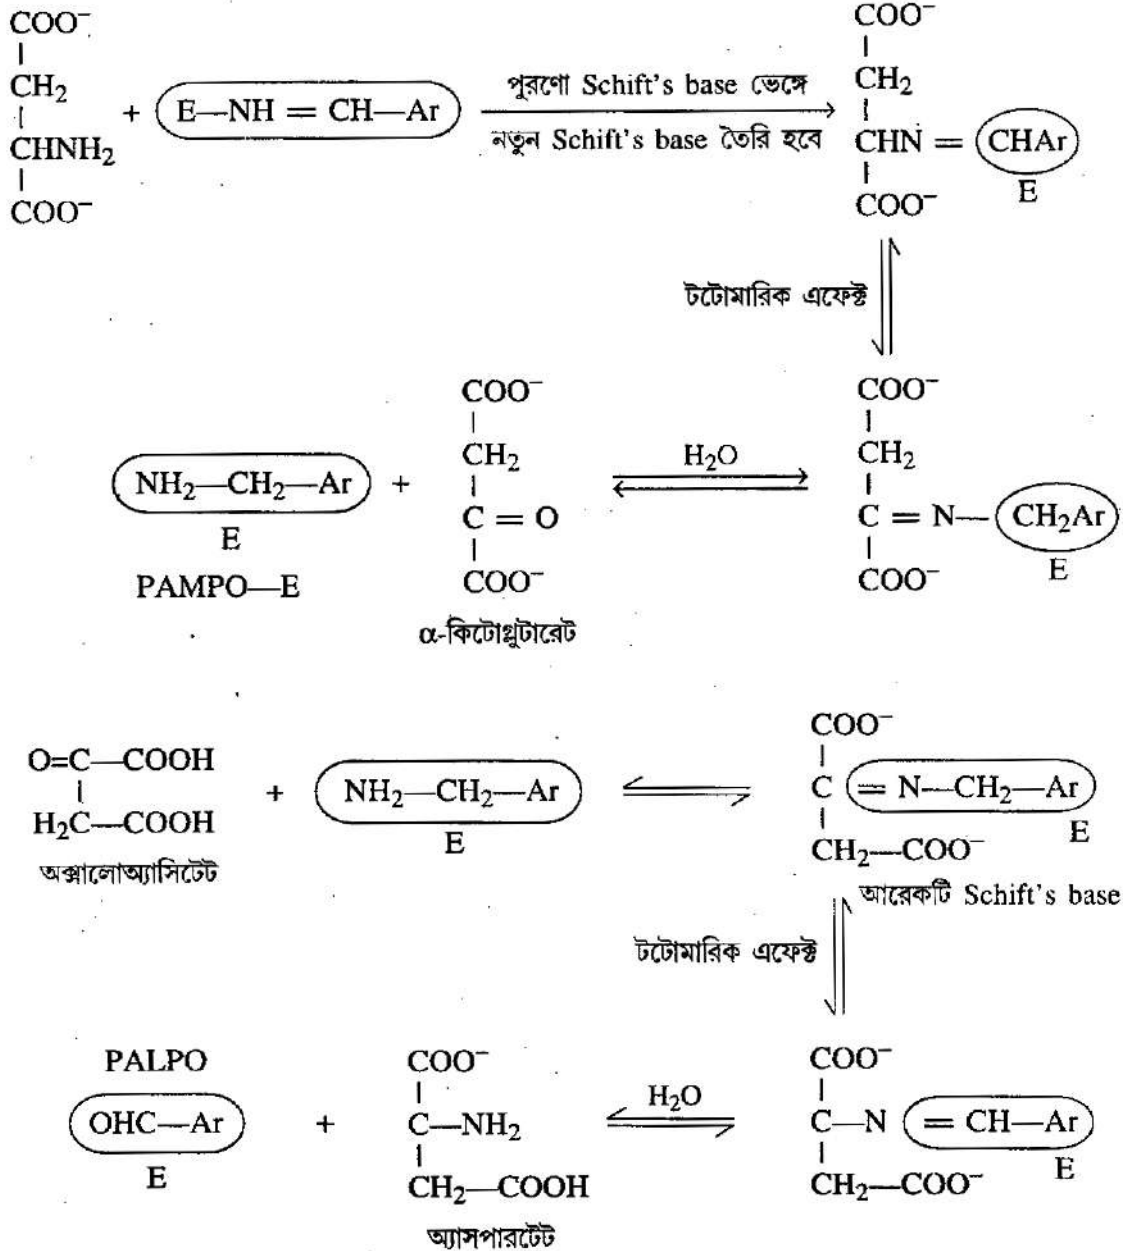 COO⁻
CH₂
CHNH₂
COO⁻
+
E—NH = CH—Ar
পুরণো Schift's base ভেঙ্গে
নতুন Schift's base তৈরি হবে
COO⁻
CH₂
CHN = CHAr
E
COO⁻
টটোমারিক এফেক্ট
NH₂—CH₂—Ar
E
PAMPO—E
+
COO⁻
CH₂
C = O
COO⁻
α-কিটোগ্লুটারেট
H₂O
COO⁻
CH₂
C = N— CH₂Ar
E
COO⁻
O=C—COOH
H₂C—COOH
অক্সালোঅ্যাসিটেট
+
NH₂—CH₂—Ar
E
COO⁻
C = N—CH₂—Ar
E
CH₂—COO⁻
আরেকটি Schift's base
টটোমারিক এফেক্ট
PALPO
OHC—Ar
E
+
COO⁻
C—NH₂
CH₂—COOH
অ্যাসপারটেট
H₂O
COO⁻
C—N = CH—Ar
E
CH₂—COO⁻